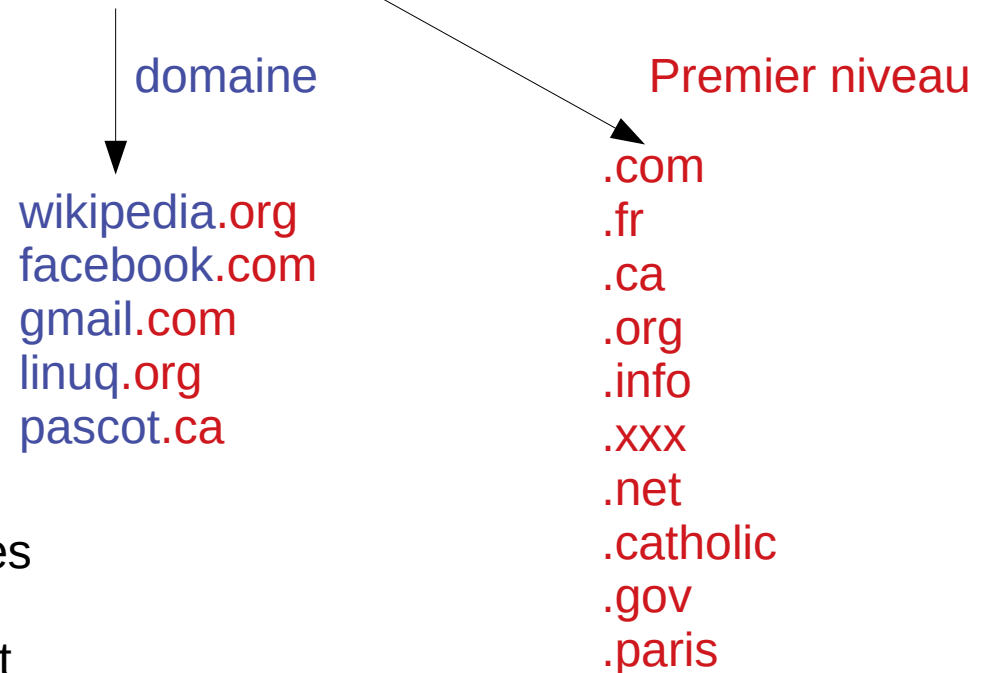 domaine
Premier niveau
wikipedia.org
facebook.com
gmail.com
linuq.org
pascot.ca
es
t
.com
.fr
.ca
.org
.info
.xxx
.net
.catholic
.gov
.paris